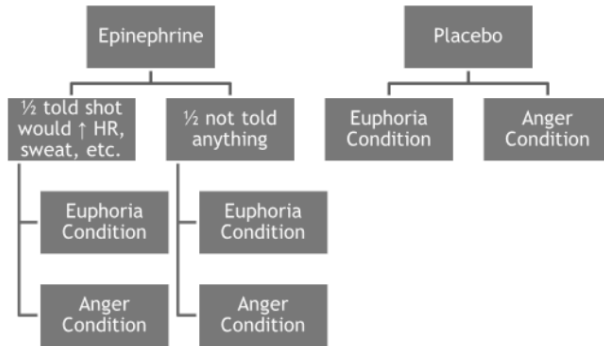 Epinephrine
Placebo
½ told shot
would ↑ HR,
sweat, etc.
½ not told
anything
Euphoria
Condition
Anger
Condition
Euphoria
Condition
Euphoria
Condition
Anger
Condition
Anger
Condition